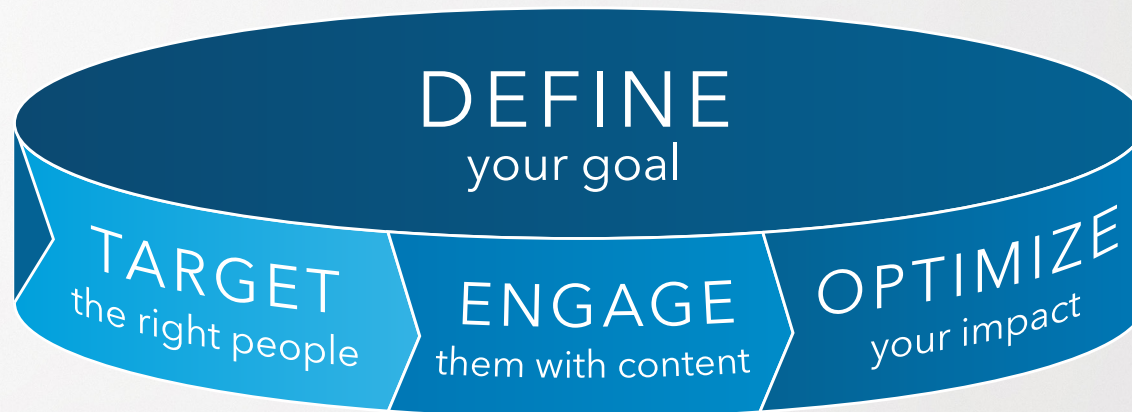 DEFINE
your goal
TARGET
the right people
ENGAGE
them with content
OPTIMIZE
your impact